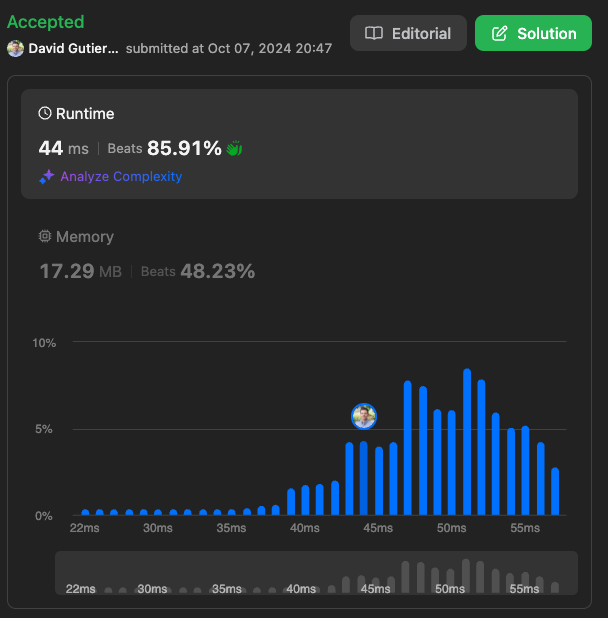 Accepted
David Gutier... submitted at Oct 07, 2024 20:47
Editorial
Solution
Runtime
44 ms | Beats 85.91%
Analyze Complexity
Memory
17.29 MB | Beats 48.23%
10%
5%
0%
22ms 30ms 35ms 40ms 45ms 50ms 55ms
22ms 30ms 35ms 40ms 45ms 50ms 55ms